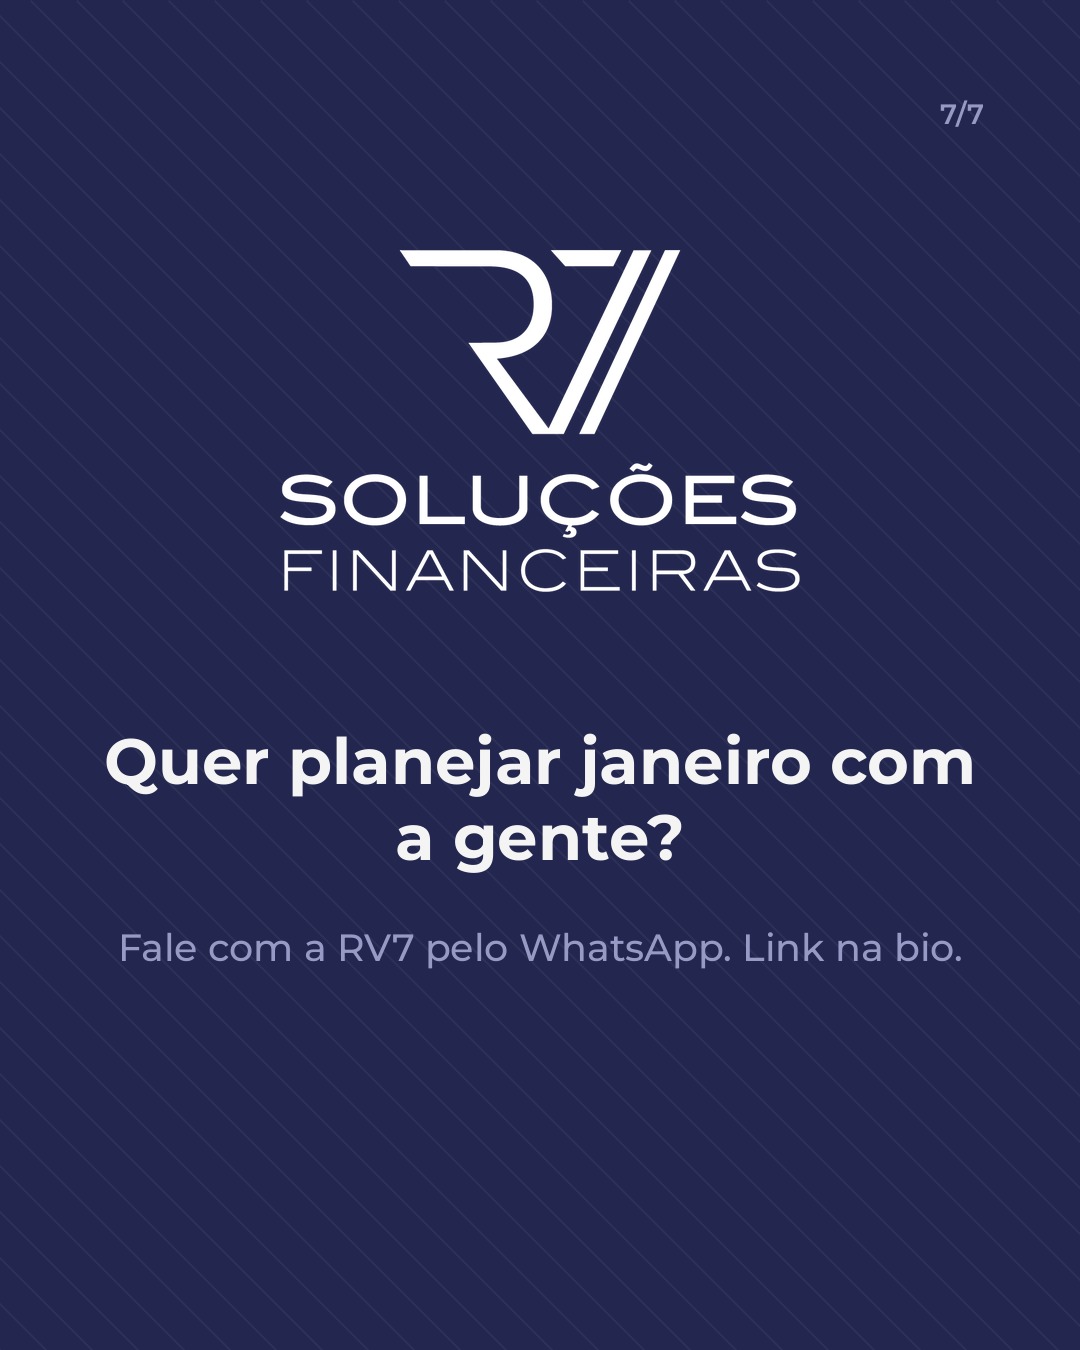 7/7
RV7
SOLUÇÕES
FINANCEIRAS
Quer planejar janeiro com
a gente?
Fale com a RV7 pelo WhatsApp. Link na bio.